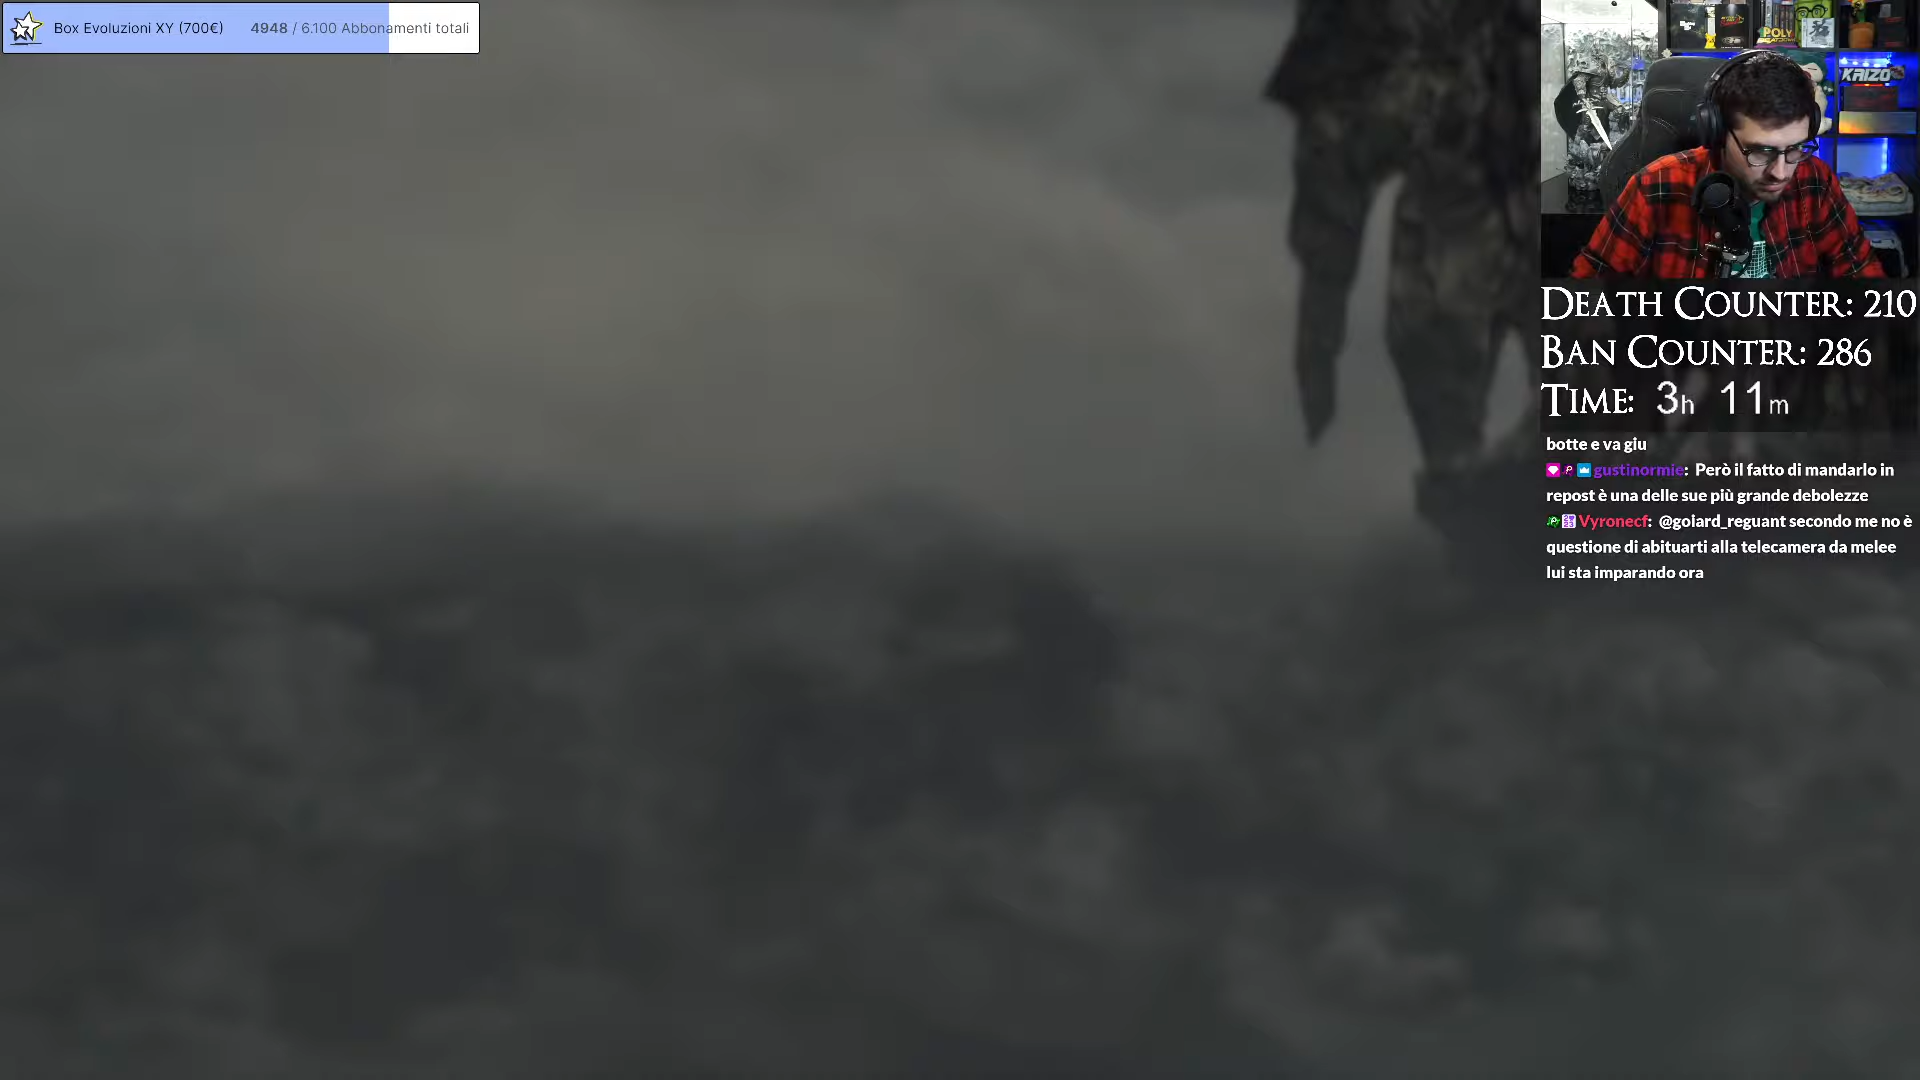 Box Evoluzioni XY (700€) 4948 / 6.100 Abbonamenti totali
POLY
KAIZO
DEATH COUNTER: 210
BAN COUNTER: 286
TIME: 3h 11m
botte e va giu
gustinormie: Però il fatto di mandarlo in
repost è una delle sue più grande debolezze
Vyronecf: @goiard_reguant secondo me no è
questione di abituarti alla telecamera da melee
lui sta imparando ora